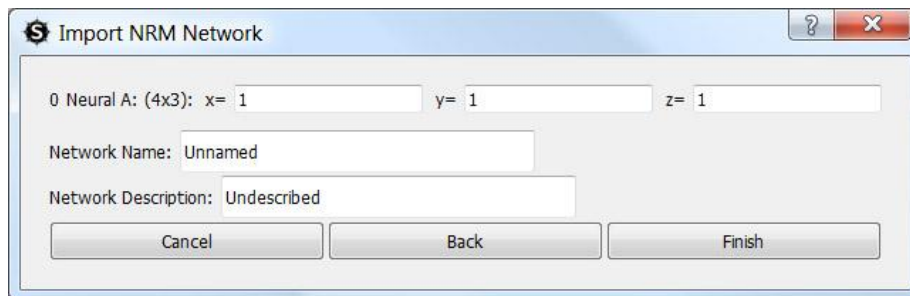 Import NRM Network
0 Neural A: (4x3): x= 1 y= 1 z= 1
Network Name: Unnamed
Network Description: Undescribed
Cancel Back Finish